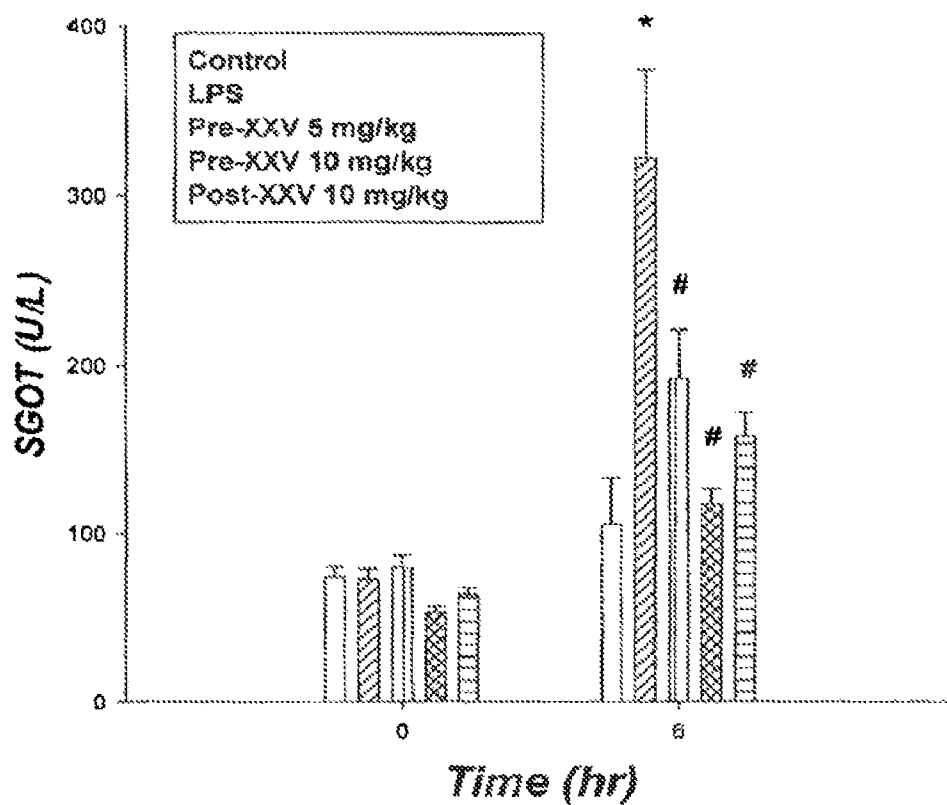 400
*
Control
LPS
Pre-XXV 5 mg/kg
Pre-XXV 10 mg/kg
Post-XXV 10 mg/kg
300
#
#
#
200
100
0
SGOT (U/L)
0
6
Time (hr)